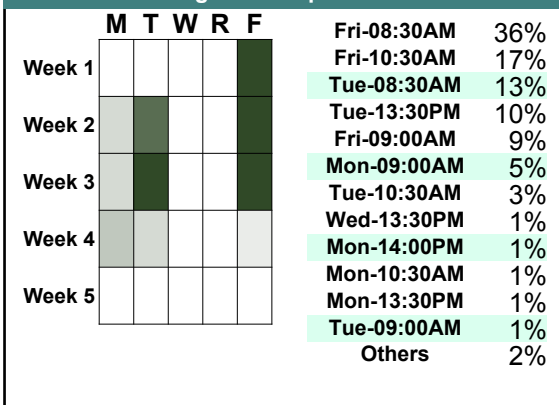 M T W R F
Week 1
Week 2
Week 3
Week 4
Week 5
Fri-08:30AM 36%
Fri-10:30AM 17%
Tue-08:30AM 13%
Tue-13:30PM 10%
Fri-09:00AM 9%
Mon-09:00AM 5%
Tue-10:30AM 3%
Wed-13:30PM 1%
Mon-14:00PM 1%
Mon-10:30AM 1%
Mon-13:30PM 1%
Tue-09:00AM 1%
Others 2%